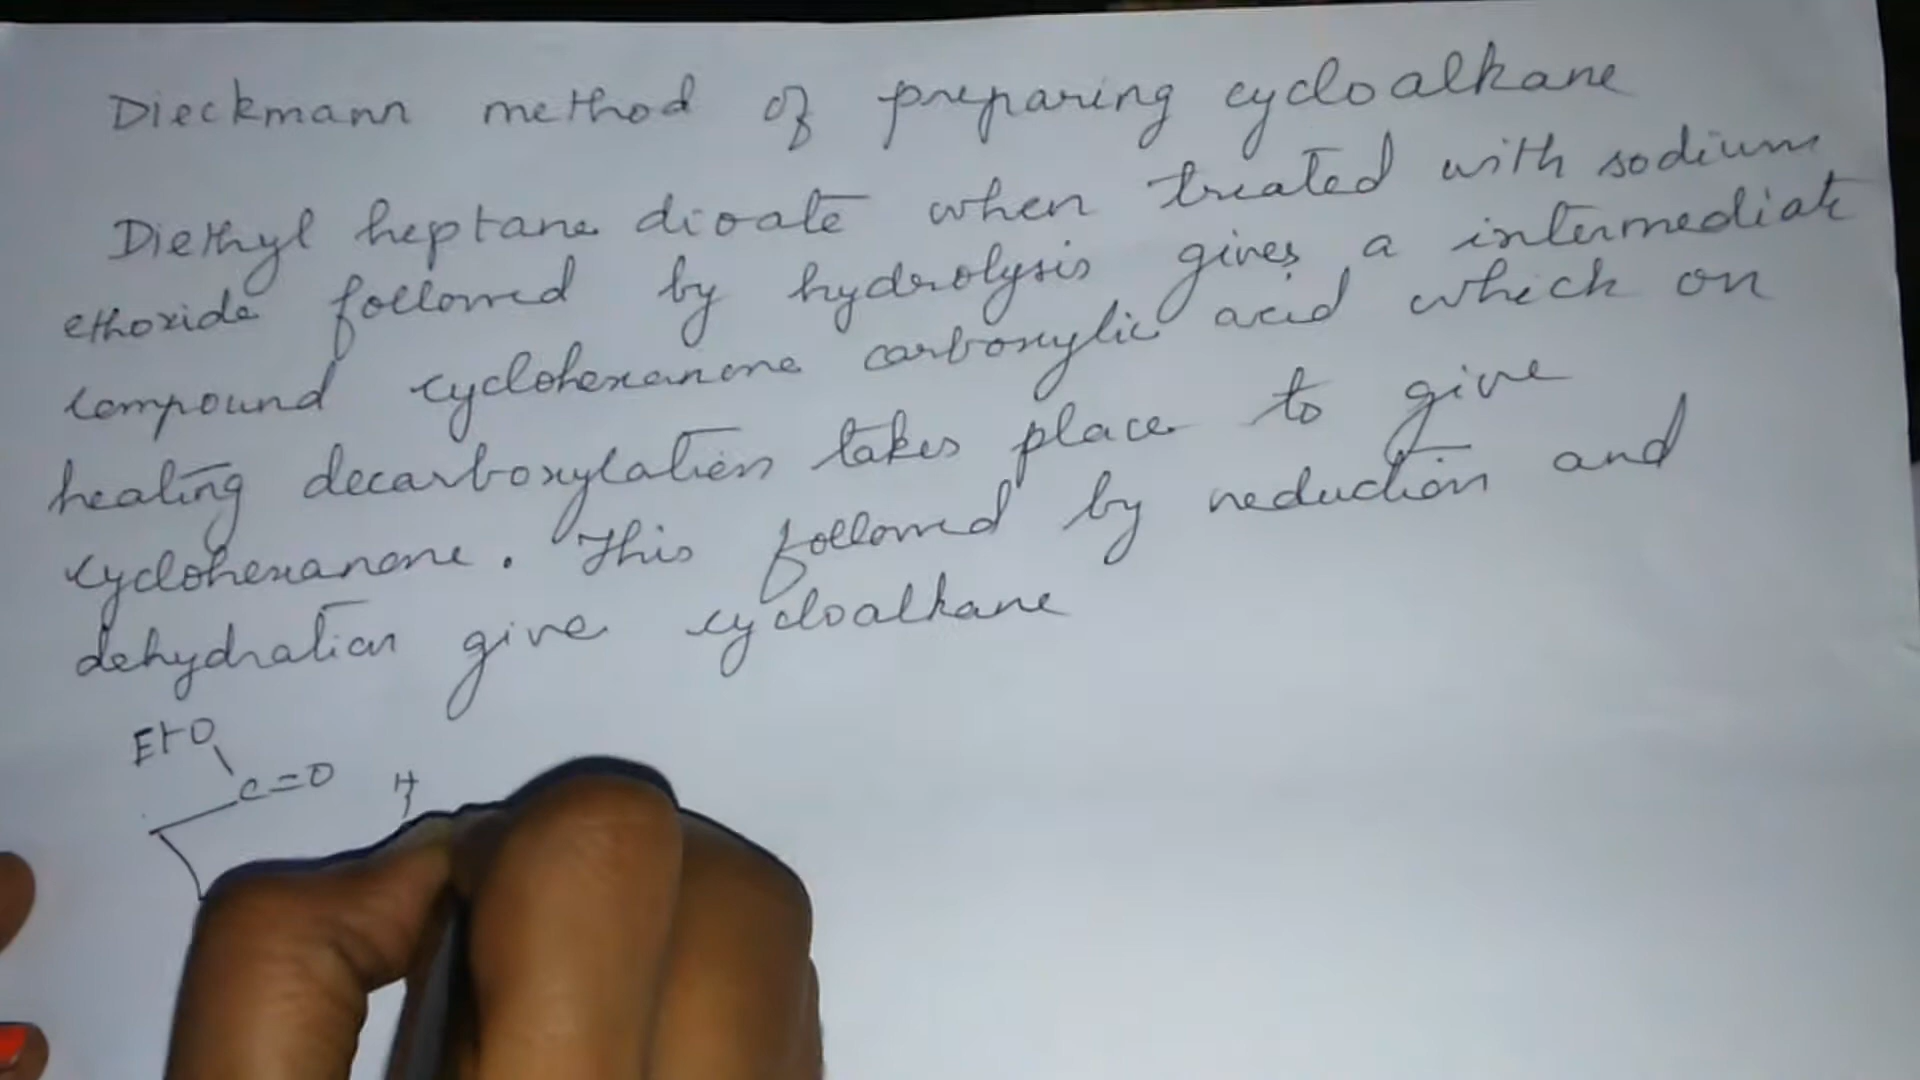 Dieckmann method of preparing cycloalkane
Diethyl heptane dioate when treated with sodium
ethoxide followed by hydrolysis gives a intermediate
compound cyclohexanone carboxylic acid which on
heating decarboxylation takes place to give
cyclohexanone. This followed by reduction and
dehydration give cycloalkane
EtO
C=O H